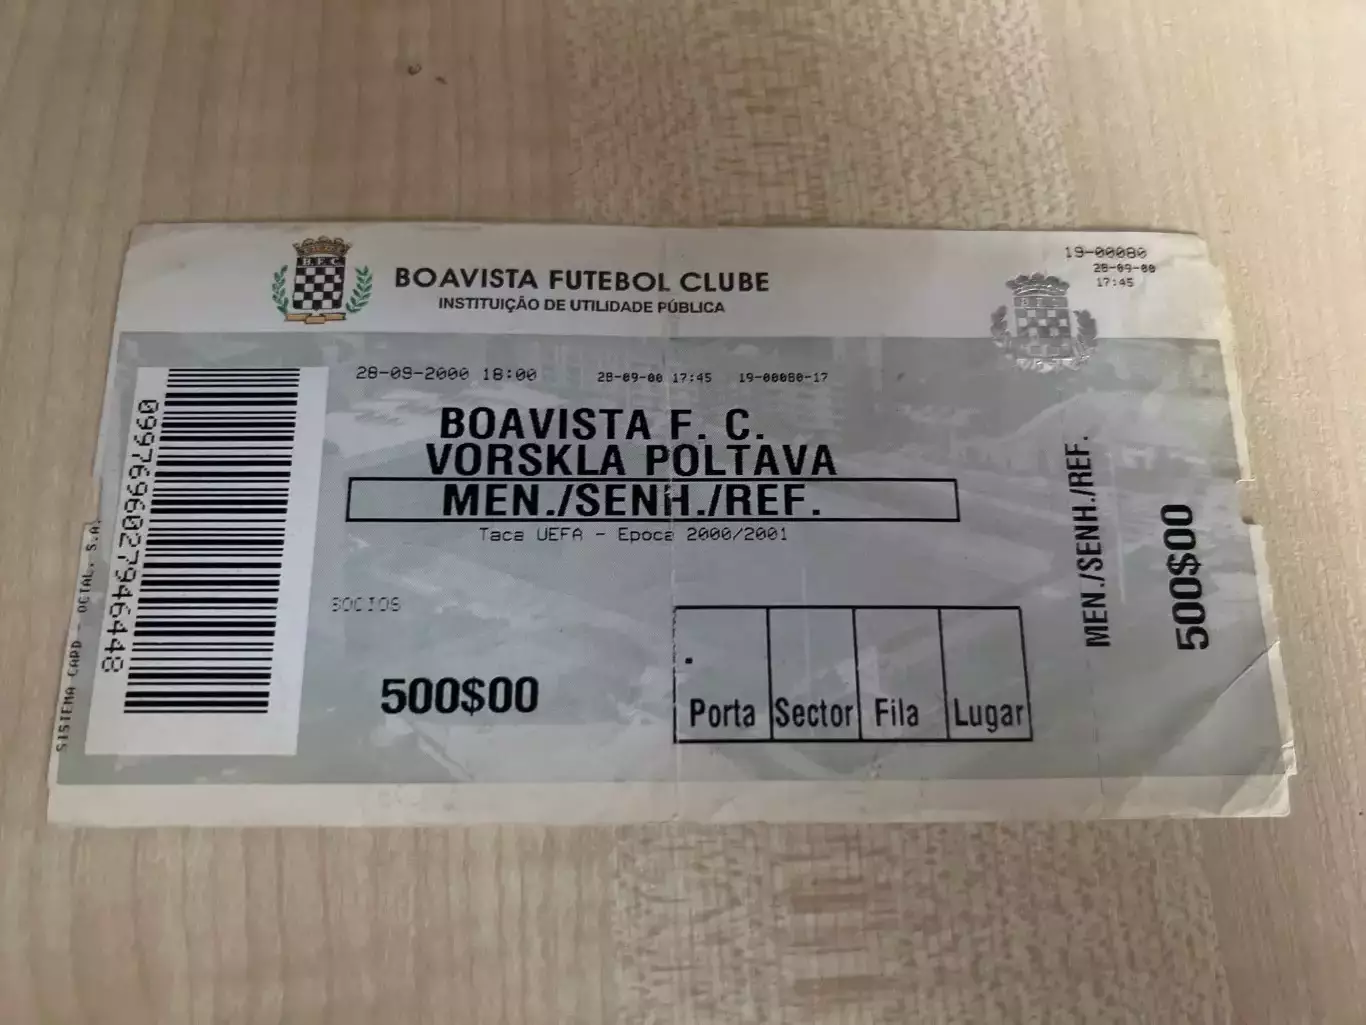 B.F.C.
BOAVISTA FUTEBOL CLUBE
INSTITUIÇÃO DE UTILIDADE PÚBLICA
19-00080
28-09-00
17:45
28-09-2000 18:00
28-09-00 17:45
19-00080-17
BOAVISTA F. C.
VORSKLA POLTAVA
MEN./SENH./REF.
Taca UEFA - Epoca 2000/2001
SOCIOS
500$00
Porta
Sector
Fila
Lugar
MEN./SENH./REF.
500$00
0997696027946448
SISTEMA CARD - OCTAL, S.A.